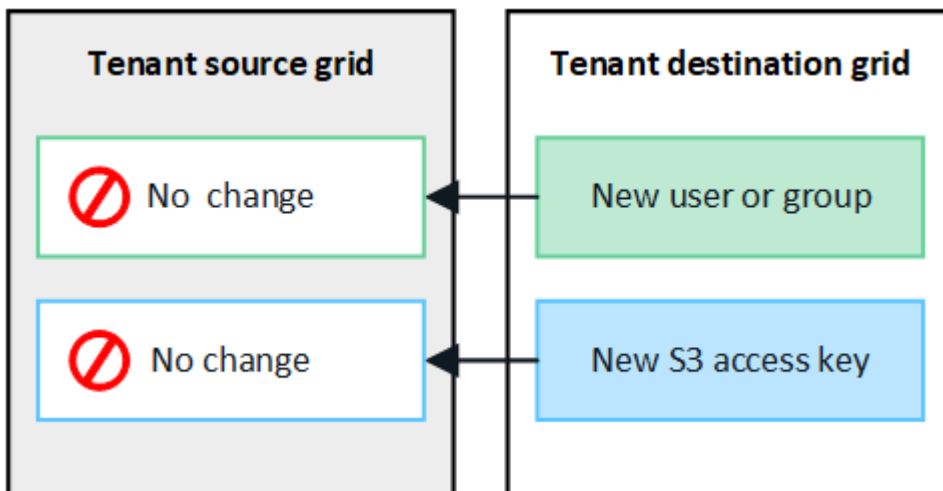 Tenant source grid
No change
No change
Tenant destination grid
New user or group
New S3 access key